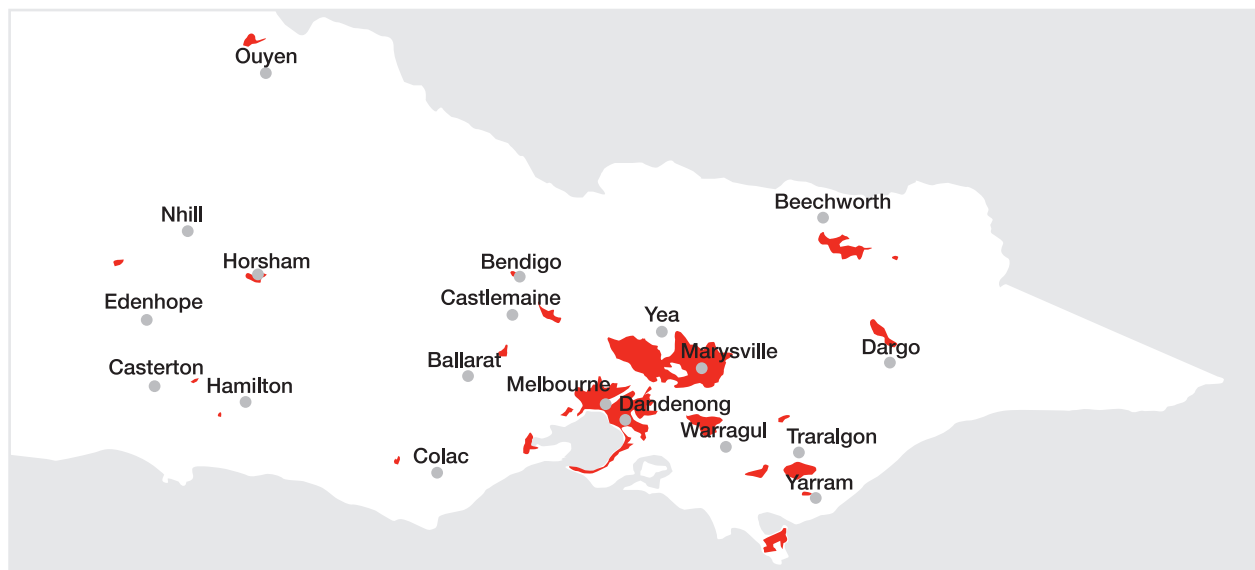 Ouyen
Beechworth
Nhill
Horsham
Bendigo
Castlemaine
Edenhope
Yea
Dargo
Marysville
Ballarat
Casterton
Hamilton
Melbourne
Dandenong
Warragul
Traralgon
Colac
Yarram